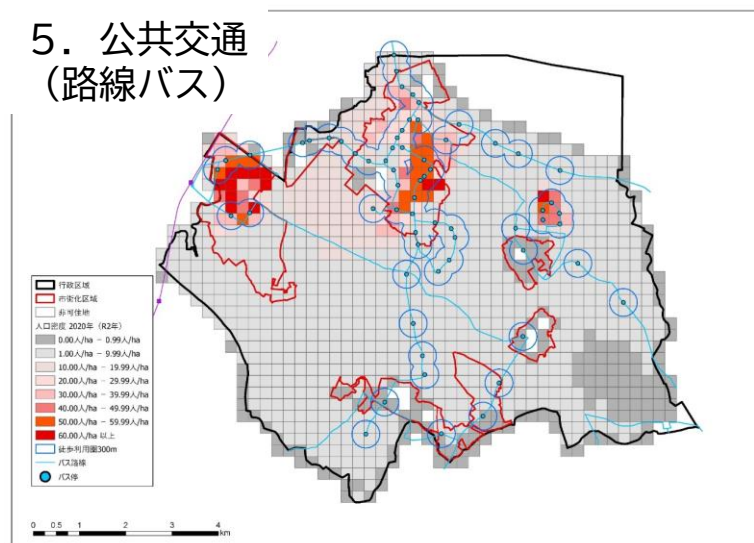 ５．公共交通
（路線バス）
行政区域
市街化区域
非可住地
人口密度 2020年（R2年）
0.00人/ha － 0.99人/ha
1.00人/ha － 9.99人/ha
10.00人/ha － 19.99人/ha
20.00人/ha － 29.99人/ha
30.00人/ha － 39.99人/ha
40.00人/ha － 49.99人/ha
50.00人/ha － 59.99人/ha
60.00人/ha 以上
徒歩利用圏300m
バス路線
バス停
0 0.5 1 2 3 4
km